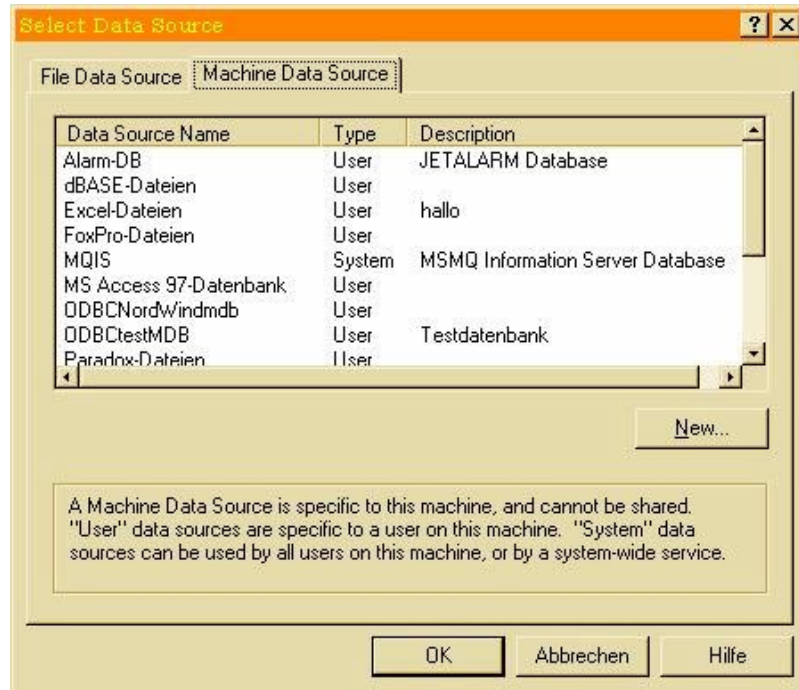 Select Data Source
File Data Source Machine Data Source
Data Source Name Type Description
Alarm-DB User JETALARM Database
dBASE-Dateien User
Excel-Dateien User hallo
FoxPro-Dateien User
MQIS System MSMQ Information Server Database
MS Access 97-Datenbank User
ODBCNordWindmdb User
ODBCtestMDB User Testdatenbank
Paradox-Dateien User
New...
A Machine Data Source is specific to this machine, and cannot be shared.
"User" data sources are specific to a user on this machine. "System" data
sources can be used by all users on this machine, or by a system-wide service.
OK Abbrechen Hilfe